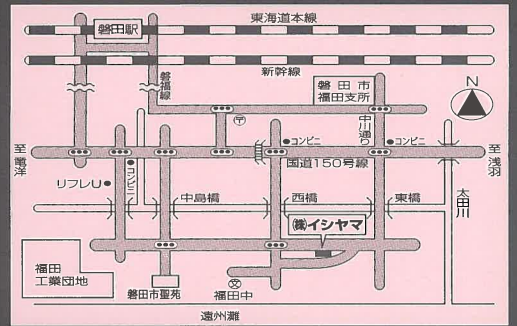 東海道本線
磐田駅
新幹線
磐福線
磐田市
福田支所
N
〒
コンビニ
中川通り
コンビニ
至竜洋
国道150号線
至浅羽
コンビニ
リフレU
中島橋
西橋
東橋
太田川
㈱イシヤマ
福田
工業団地
磐田市聖苑
文
福田中
遠州灘